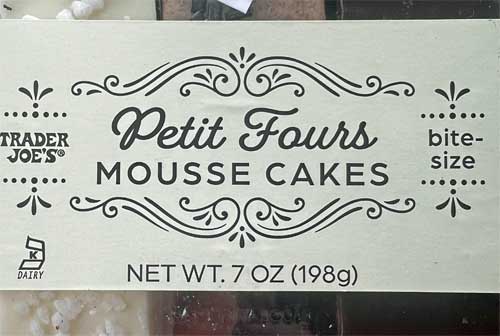 Petit Fours
MOUSSE CAKES
TRADER
JOE'S®
bite-
size
K
DAIRY
NET WT. 7 OZ (198g)